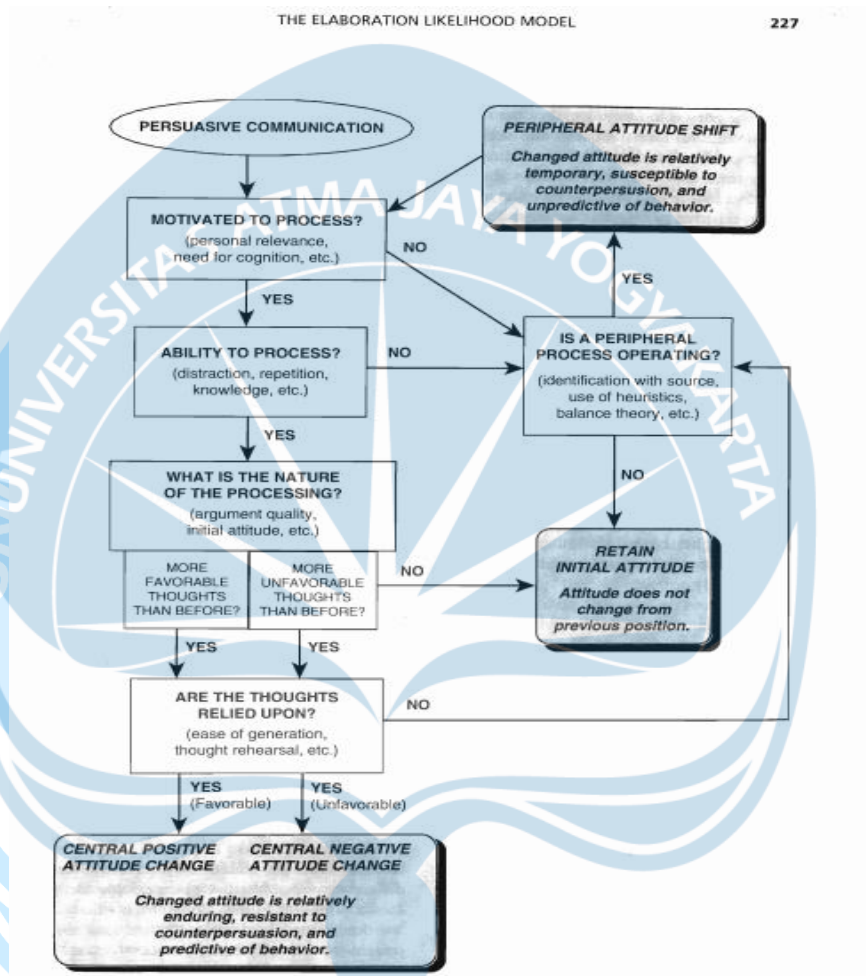 THE ELABORATION LIKELIHOOD MODEL
227
PERSUASIVE COMMUNICATION
PERIPHERAL ATTITUDE SHIFT
Changed attitude is relatively
temporary, susceptible to
counterpersusion, and
unpredictive of behavior.
MOTIVATED TO PROCESS?
(personal relevance,
need for cognition, etc.)
NO
YES
YES
ABILITY TO PROCESS?
(distraction, repetition,
knowledge, etc.)
NO
IS A PERIPHERAL
PROCESS OPERATING?
(identification with source,
use of heuristics,
balance theory, etc.)
YES
NO
WHAT IS THE NATURE
OF THE PROCESSING?
(argument quality,
initial attitude, etc.)
MORE
FAVORABLE
THOUGHTS
THAN BEFORE?
MORE
UNFAVORABLE
THOUGHTS
THAN BEFORE?
NO
RETAIN
INITIAL ATTITUDE
Attitude does not
change from
previous position.
YES
YES
ARE THE THOUGHTS
RELIED UPON?
(ease of generation,
thought rehearsal, etc.)
NO
YES
(Favorable)
YES
(Unfavorable)
CENTRAL POSITIVE
ATTITUDE CHANGE
CENTRAL NEGATIVE
ATTITUDE CHANGE
Changed attitude is relatively
enduring, resistant to
counterpersuasion, and
predictive of behavior.
UNIVERSITAS ATMA JAYA YOGYAKARTA